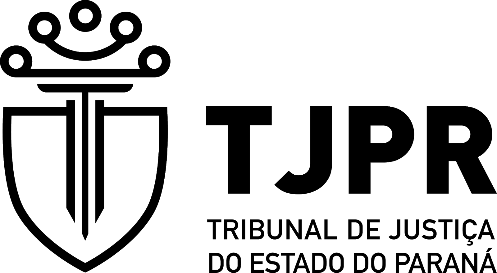 TJPR
TRIBUNAL DE JUSTIÇA
DO ESTADO DO PARANÁ